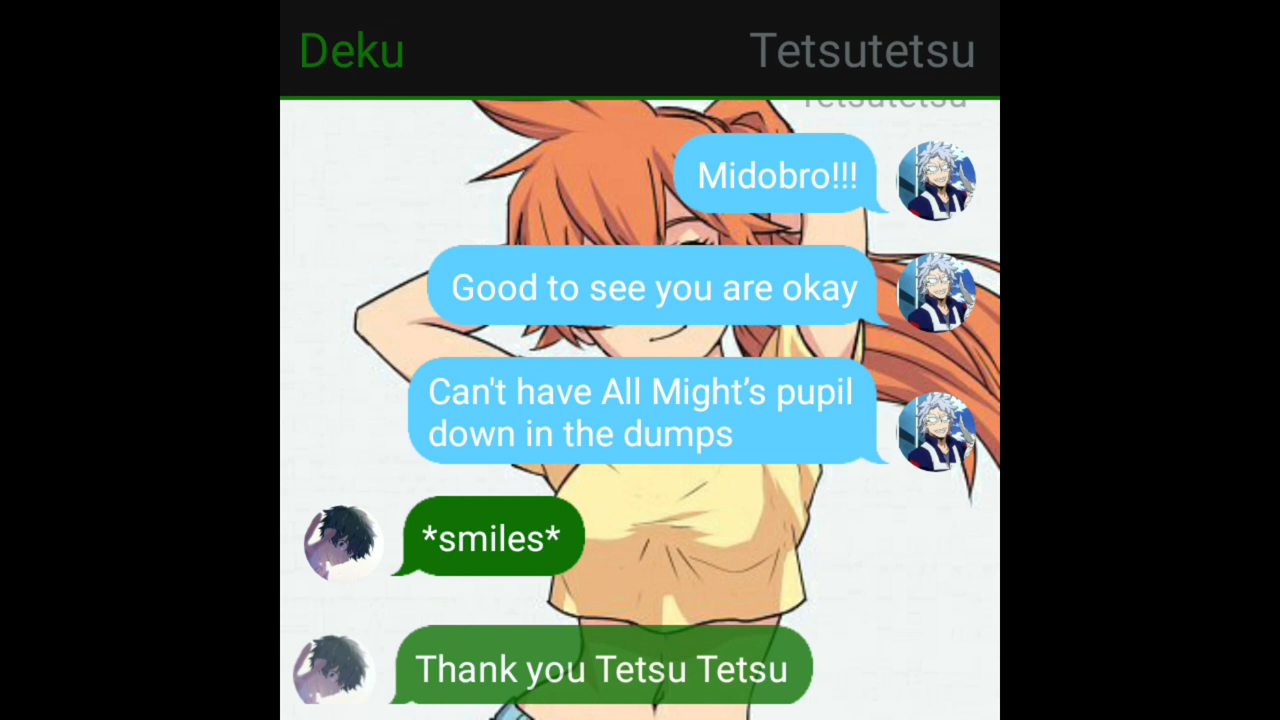 Deku
Tetsutetsu
Tetsutetsu
Midobro!!!
Good to see you are okay
Can't have All Might’s pupil
down in the dumps
*smiles*
Thank you Tetsu Tetsu